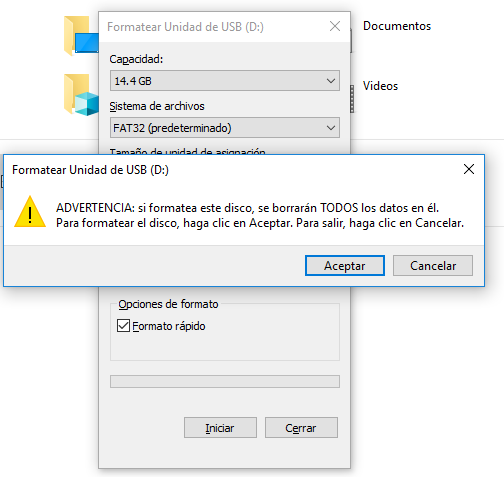 Formatear Unidad de USB (D:)
Documentos
Capacidad:
14.4 GB
Videos
Sistema de archivos
FAT32 (predeterminado)
Tamaño de unidad de asignación
Formatear Unidad de USB (D:)
ADVERTENCIA: si formatea este disco, se borrarán TODOS los datos en él.
Para formatear el disco, haga clic en Aceptar. Para salir, haga clic en Cancelar.
Aceptar
Cancelar
Opciones de formato
Formato rápido
Iniciar
Cerrar